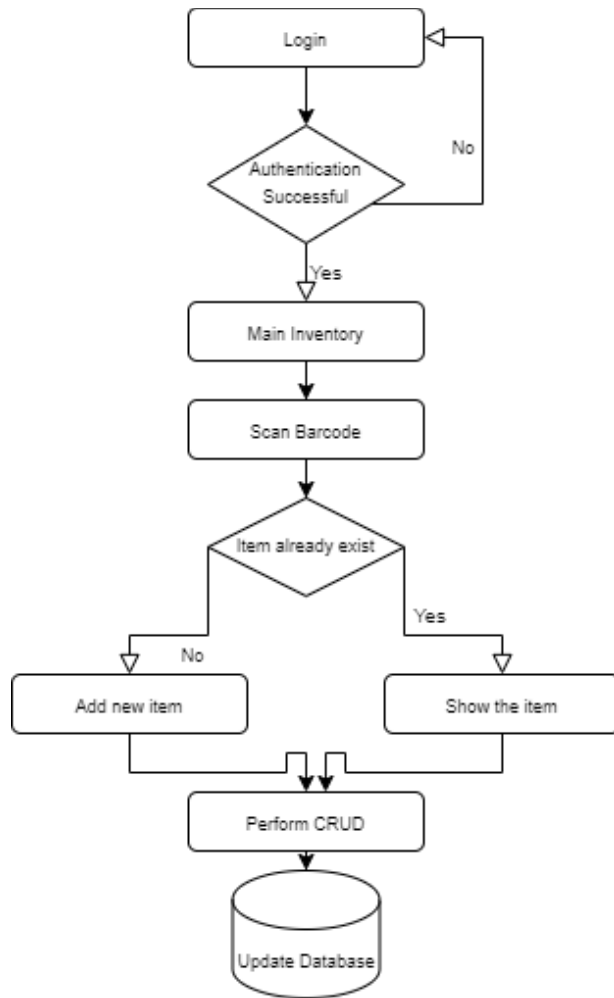 Login
No
Authentication
Successful
Yes
Main Inventory
Scan Barcode
Item already exist
Yes
No
Add new item
Show the item
Perform CRUD
Update Database